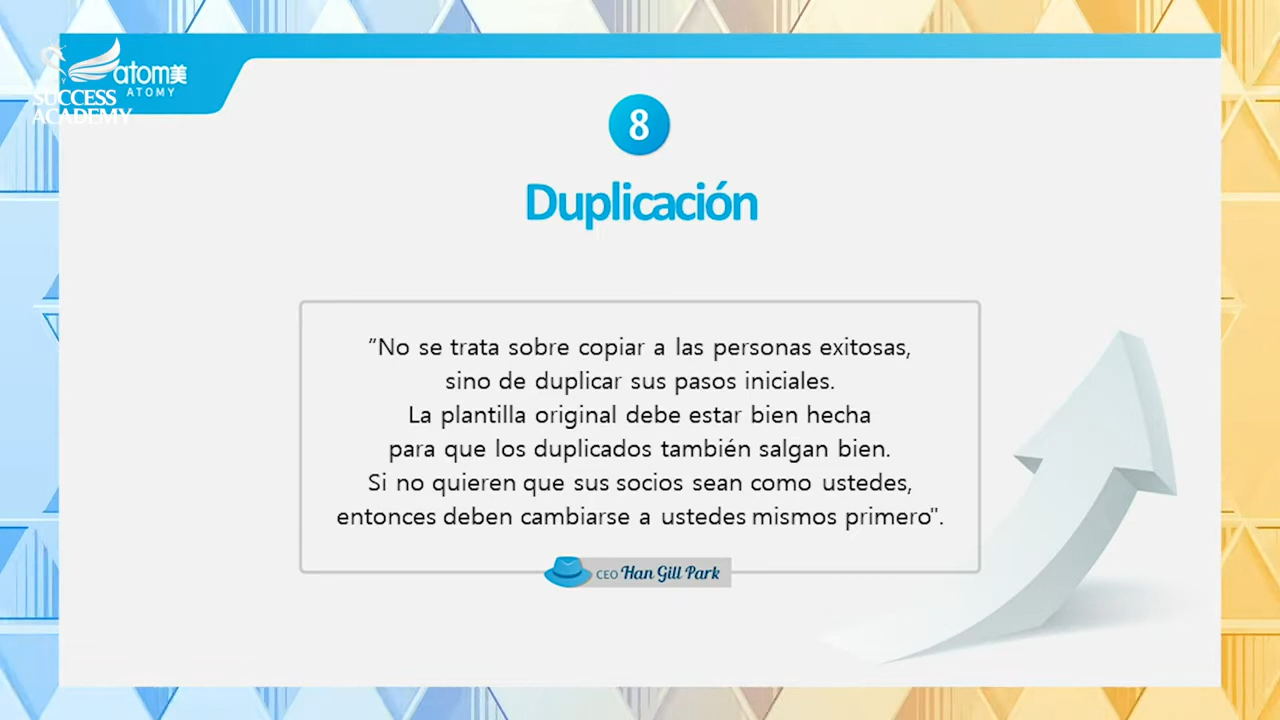 atom美
ATOMY
SUCCESS
ACADEMY
8
Duplicación
"No se trata sobre copiar a las personas exitosas,
sino de duplicar sus pasos iniciales.
La plantilla original debe estar bien hecha
para que los duplicados también salgan bien.
Si no quieren que sus socios sean como ustedes,
entonces deben cambiarse a ustedes mismos primero".
CEO Han Gill Park